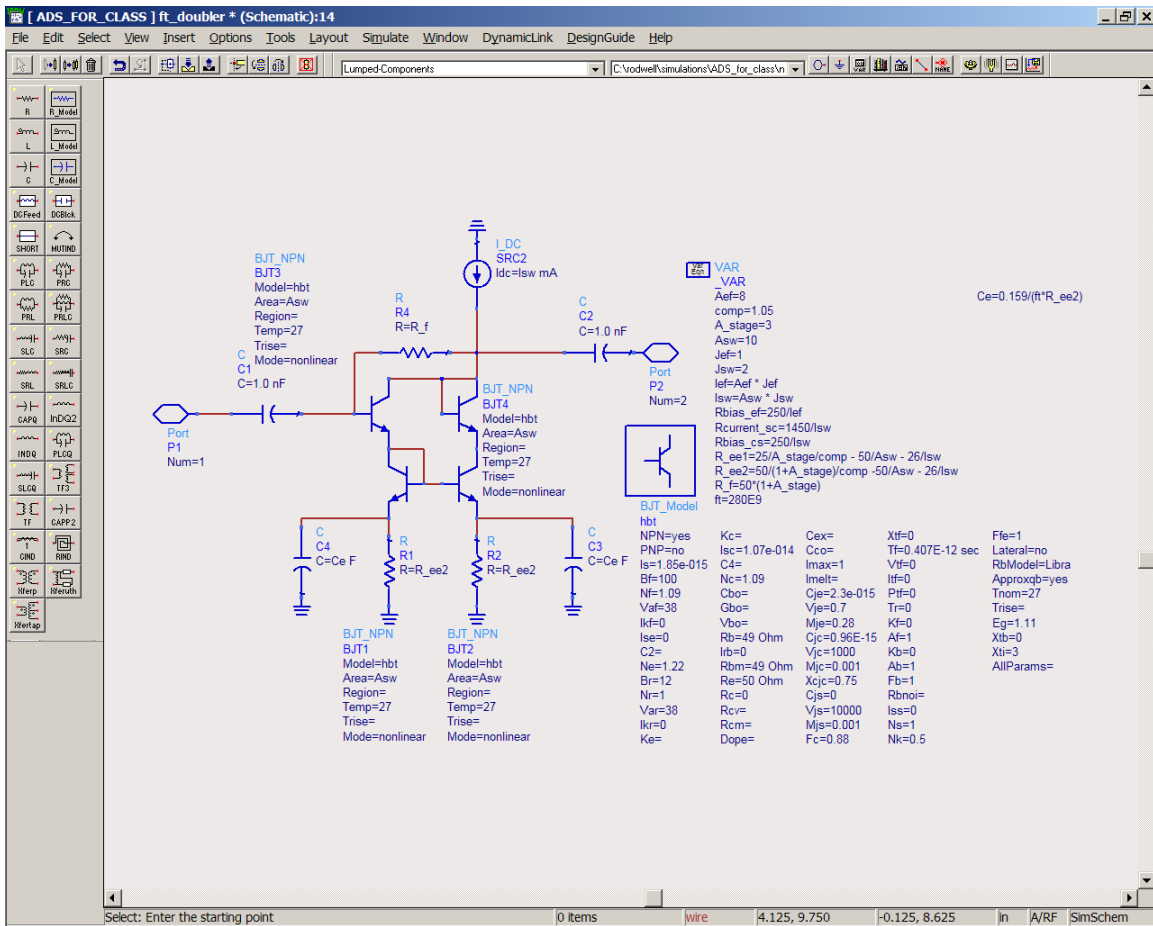 [ ADS_FOR_CLASS ] ft_doubler * (Schematic):14
File Edit Select View Insert Options Tools Layout Simulate Window DynamicLink DesignGuide Help
Lumped-Components
C:\rodwell\simulations\ADS_for_class\n
R
R_Model
L
L_Model
C
C_Model
DCFeed
DCBlck
SHORT
MUTIND
PLC
PRC
PRL
PRLC
SLC
SRC
SRL
SRLC
CAPQ
InDQ2
INDQ
PLCQ
SLCQ
TF3
TF
CAPP2
CIND
RIND
Xferp
Xferuth
Xfertap
BJT_NPN
BJT3
Model=hbt
Area=Asw
Region=
Temp=27
Trise=
Mode=nonlinear
C
C1
C=1.0 nF
Port
P1
Num=1
R
R4
R=R_f
I_DC
SRC2
Idc=Isw mA
C
C2
C=1.0 nF
Port
P2
Num=2
BJT_NPN
BJT4
Model=hbt
Area=Asw
Region=
Temp=27
Trise=
Mode=nonlinear
C
C4
C=Ce F
R
R1
R=R_ee2
R
R2
R=R_ee2
C
C3
C=Ce F
BJT_NPN
BJT1
Model=hbt
Area=Asw
Region=
Temp=27
Trise=
Mode=nonlinear
BJT_NPN
BJT2
Model=hbt
Area=Asw
Region=
Temp=27
Trise=
Mode=nonlinear
Var
Eqn
VAR
_VAR
Aef=8
comp=1.05
A_stage=3
Asw=10
Jef=1
Jsw=2
Ief=Aef * Jef
Isw=Asw * Jsw
Rbias_ef=250/Ief
Rcurrent_sc=1450/Isw
Rbias_cs=250/Isw
R_ee1=25/A_stage/comp - 50/Asw - 26/Isw
R_ee2=50/(1+A_stage)/comp -50/Asw - 26/Isw
R_f=50*(1+A_stage)
ft=280E9
Ce=0.159/(ft*R_ee2)
BJT_Model
hbt
NPN=yes
PNP=no
Is=1.85e-015
Bf=100
Nf=1.09
Vaf=38
Ikf=0
Ise=0
C2=
Ne=1.22
Br=12
Nr=1
Var=38
Ikr=0
Ke=
Kc=
Isc=1.07e-014
C4=
Nc=1.09
Cbo=
Gbo=
Vbo=
Rb=49 Ohm
Irb=0
Rbm=49 Ohm
Re=50 Ohm
Rc=0
Rcv=
Rcm=
Dope=
Cex=
Cco=
Imax=1
Imelt=
Cje=2.3e-015
Vje=0.7
Mje=0.28
Cjc=0.96E-15
Vjc=1000
Mjc=0.001
Xcjc=0.75
Cjs=0
Vjs=10000
Mjs=0.001
Fc=0.88
Xtf=0
Tf=0.407E-12 sec
Vtf=0
Itf=0
Ptf=0
Tr=0
Kf=0
Af=1
Kb=0
Ab=1
Fb=1
Rbnoi=
Iss=0
Ns=1
Nk=0.5
Ffe=1
Lateral=no
RbModel=Libra
Approxqb=yes
Tnom=27
Trise=
Eg=1.11
Xtb=0
Xti=3
AllParams=
Select: Enter the starting point
0 items
wire
4.125, 9.750
-0.125, 8.625
in
A/RF
SimSchem